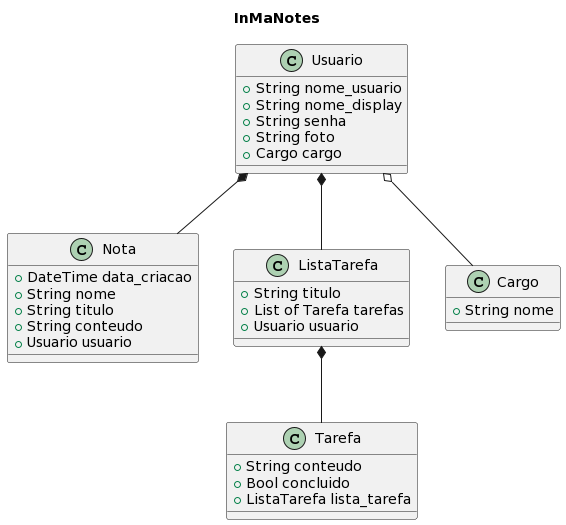 InMaNotes
C Usuario
String nome_usuario
String nome_display
String senha
String foto
Cargo cargo
C Nota
DateTime data_criacao
String nome
String titulo
String conteudo
Usuario usuario
C ListaTarefa
String titulo
List of Tarefa tarefas
Usuario usuario
C Cargo
String nome
C Tarefa
String conteudo
Bool concluido
ListaTarefa lista_tarefa